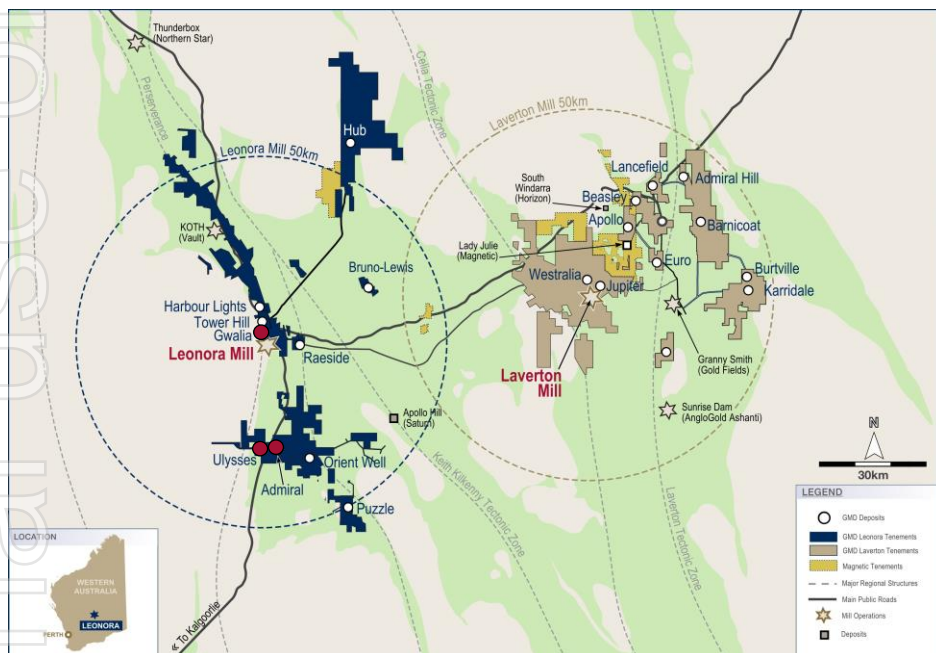 Thunderbox
(Northern Star)
Perseverance
Celia Tectonic Zone
Hub
Leonora Mill 50km
Laverton Mill 50km
Lancefield
Admiral Hill
South
Windarra
(Horizon)
Beasley
Apollo
Barnicoat
KOTH
(Vault)
Lady Julie
(Magnetic)
Euro
Bruno-Lewis
Westralia
Jupiter
Burtville
Karridale
Harbour Lights
Tower Hill
Gwalia
Leonora Mill
Raeside
Granny Smith
(Gold Fields)
Laverton
Mill
Apollo Hill
(Saturn)
Sunrise Dam
(AngloGold Ashanti)
Ulysses
Orient Well
Admiral
Keith Kilkenny Tectonic Zone
Laverton Tectonic Zone
Puzzle
To Kalgoorlie
N
30km
LEGEND
GMD Deposits
GMD Leonora Tenements
GMD Laverton Tenements
Magnetic Tenements
Major Regional Structures
Main Public Roads
Mill Operations
Deposits
LOCATION
WESTERN
AUSTRALIA
LEONORA
PERTH